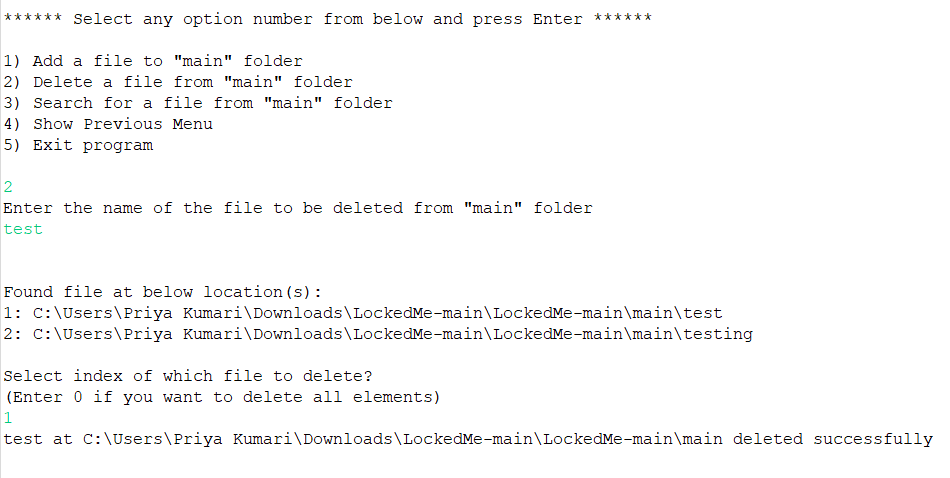 ****** Select any option number from below and press Enter ******
1) Add a file to "main" folder
2) Delete a file from "main" folder
3) Search for a file from "main" folder
4) Show Previous Menu
5) Exit program
2
Enter the name of the file to be deleted from "main" folder
test
Found file at below location(s):
1: C:\Users\Priya Kumari\Downloads\LockedMe-main\LockedMe-main\main\test
2: C:\Users\Priya Kumari\Downloads\LockedMe-main\LockedMe-main\main\testing
Select index of which file to delete?
(Enter 0 if you want to delete all elements)
1
test at C:\Users\Priya Kumari\Downloads\LockedMe-main\LockedMe-main\main deleted successfully